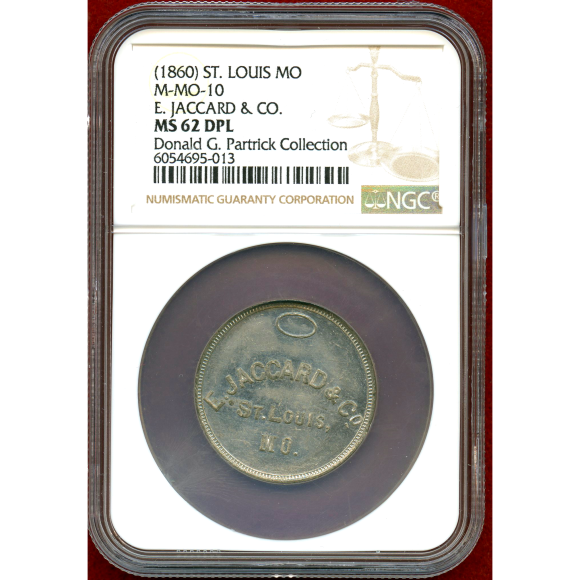 (1860) ST. LOUIS MO
M-MO-10
E. JACCARD & CO.
MS 62 DPL
Donald G. Partrick Collection
6054695-013
NUMISMATIC GUARANTY CORPORATION
NGC®
E. JACCARD & CO.
ST. LOUIS,
MO.